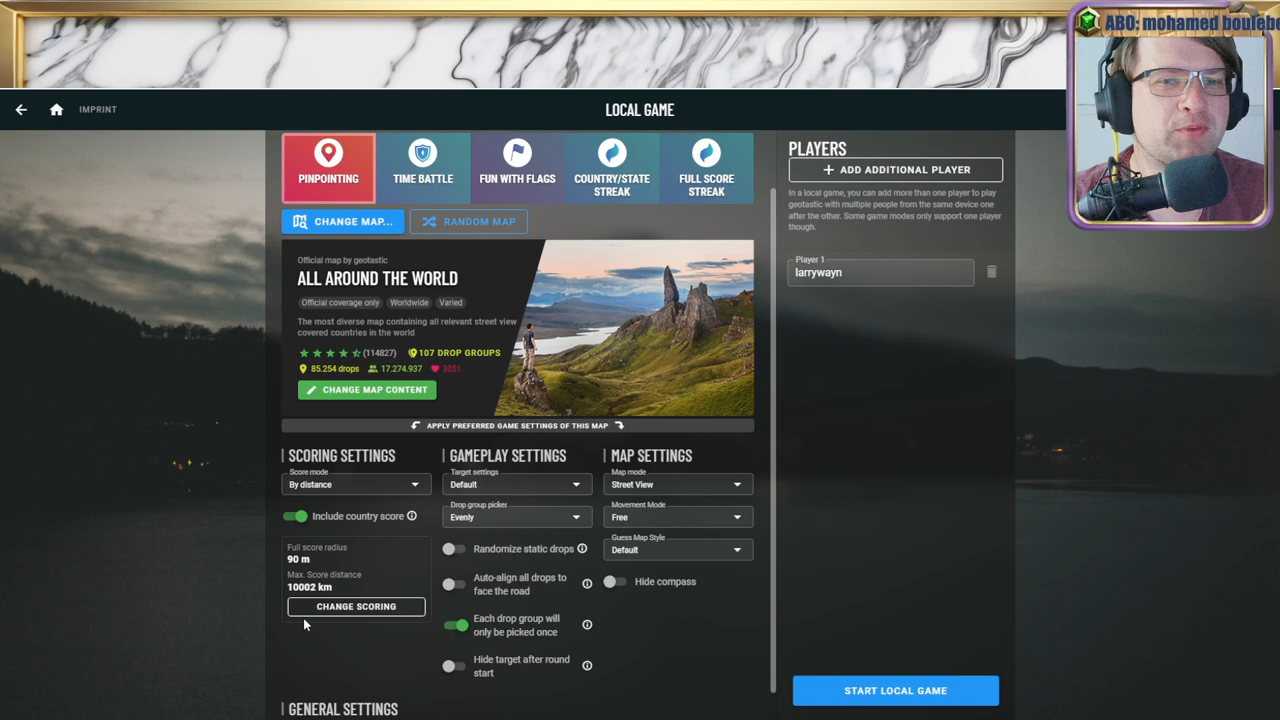 ABO: mohamed
IMPRINT
LOCAL GAME
PINPOINTING
TIME BATTLE
FUN WITH FLAGS
COUNTRY/STATE
STREAK
FULL SCORE
STREAK
CHANGE MAP...
RANDOM MAP
Official map by geotastic
ALL AROUND THE WORLD
Official coverage only
Worldwide
Varied
The most diverse map containing all relevant street view
covered countries in the world
(114827)
107 DROP GROUPS
85.254 drops
17.274.937
3051
CHANGE MAP CONTENT
APPLY PREFERRED GAME SETTINGS OF THIS MAP
SCORING SETTINGS
Score mode
By distance
Include country score
Full score radius
90 m
Max. Score distance
10002 km
CHANGE SCORING
GAMEPLAY SETTINGS
Target settings
Default
Drop group picker
Evenly
Randomize static drops
Auto-align all drops to
face the road
Each drop group will
only be picked once
Hide target after round
start
MAP SETTINGS
Map mode
Street View
Movement Mode
Free
Guess Map Style
Default
Hide compass
GENERAL SETTINGS
PLAYERS
ADD ADDITIONAL PLAYER
In a local game, you can add more than one player to play
geotastic with multiple people from the same device one
after the other. Some game modes only support one player
though.
Player 1
larrywayn
START LOCAL GAME